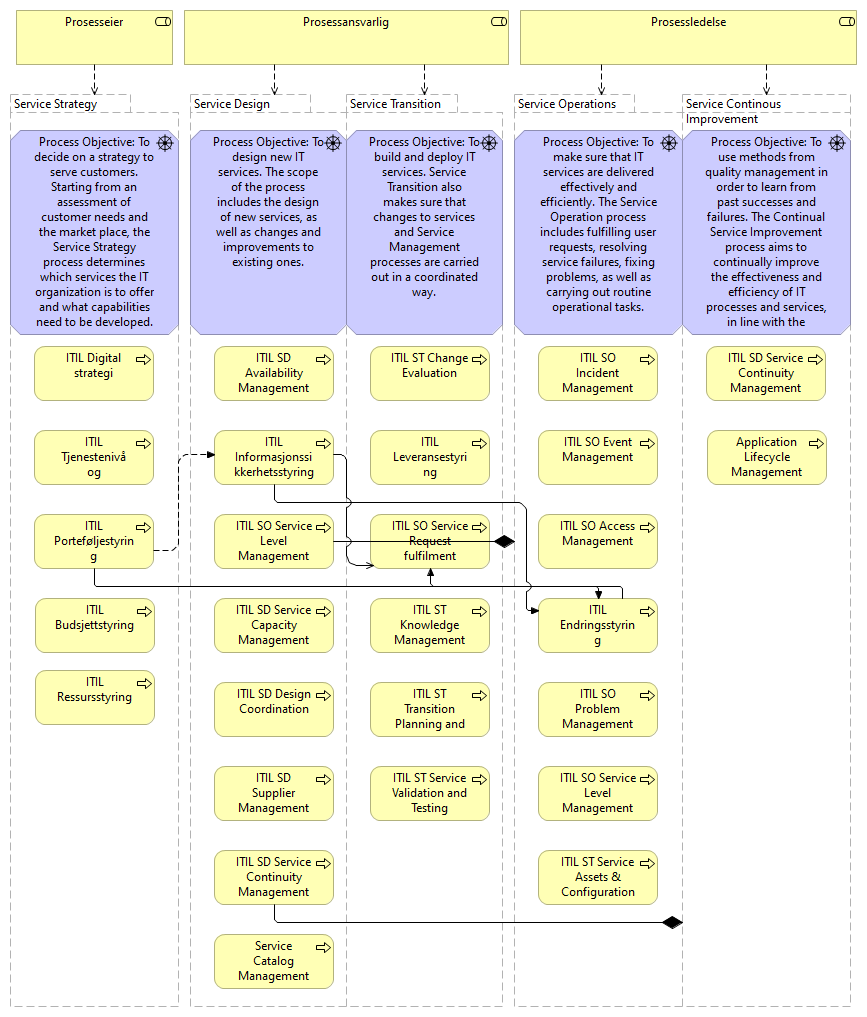 Prosesseier
Prosessansvarlig
Prosessledelse
Service Strategy
Process Objective: To
decide on a strategy to
serve customers.
Starting from an
assessment of
customer needs and
the market place, the
Service Strategy
process determines
which services the IT
organization is to offer
and what capabilities
need to be developed.
ITIL Digital
strategi
ITIL
Tjenestenivå
og
ITIL
Porteføljestyrin
g
ITIL
Budsjettstyring
ITIL
Ressursstyring
Service Design
Process Objective: To
design new IT
services. The scope
of the process
includes the design
of new services, as
well as changes and
improvements to
existing ones.
ITIL SD
Availability
Management
ITIL
Informasjonssi
kkerhetsstyring
ITIL SO Service
Level
Management
ITIL SD Service
Capacity
Management
ITIL SD Design
Coordination
ITIL SD
Supplier
Management
ITIL SD Service
Continuity
Management
Service
Catalog
Management
Service Transition
Process Objective: To
build and deploy IT
services. Service
Transition also
makes sure that
changes to services
and Service
Management
processes are carried
out in a coordinated
way.
ITIL ST Change
Evaluation
ITIL
Leveransestyri
ng
ITIL SO Service
Request
fulfilment
ITIL ST
Knowledge
Management
ITIL ST
Transition
Planning and
ITIL ST Service
Validation and
Testing
Service Operations
Process Objective: To
make sure that IT
services are delivered
effectively and
efficiently. The Service
Operation process
includes fulfilling user
requests, resolving
service failures, fixing
problems, as well as
carrying out routine
operational tasks.
ITIL SO
Incident
Management
ITIL SO Event
Management
ITIL SO Access
Management
ITIL
Endringsstyrin
g
ITIL SO
Problem
Management
ITIL SO Service
Level
Management
ITIL ST Service
Assets &
Configuration
Service Continous
Improvement
Process Objective: To
use methods from
quality management in
order to learn from
past successes and
failures. The Continual
Service Improvement
process aims to
continually improve
the effectiveness and
efficiency of IT
processes and services,
in line with the
ITIL SD Service
Continuity
Management
Application
Lifecycle
Management